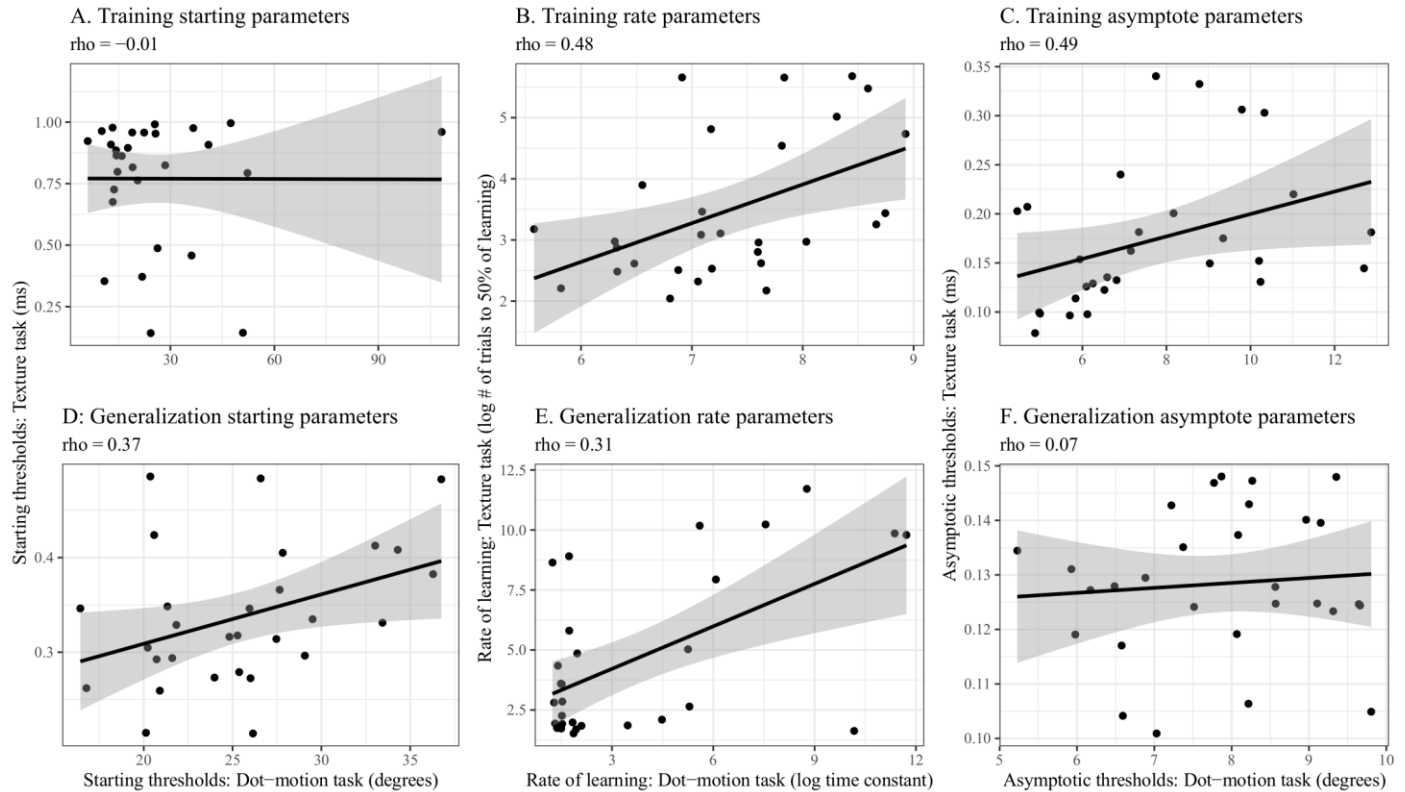 A. Training starting parameters
rho = −0.01
1.00
0.75
0.50
0.25
30
60
90
B. Training rate parameters
rho = 0.48
5
4
3
2
6
7
8
9
C. Training asymptote parameters
rho = 0.49
0.35
0.30
0.25
0.20
0.15
0.10
6
8
10
12
Starting thresholds: Texture task (ms)
Rate of learning: Texture task (log # of trials to 50% of learning)
Asymptotic thresholds: Texture task (ms)
D: Generalization starting parameters
rho = 0.37
0.4
0.3
20
25
30
35
Starting thresholds: Dot−motion task (degrees)
E. Generalization rate parameters
rho = 0.31
12.5
10.0
7.5
5.0
2.5
3
6
9
12
Rate of learning: Dot−motion task (log time constant)
F. Generalization asymptote parameters
rho = 0.07
0.15
0.14
0.13
0.12
0.11
0.10
5
6
7
8
9
10
Asymptotic thresholds: Dot−motion task (degrees)